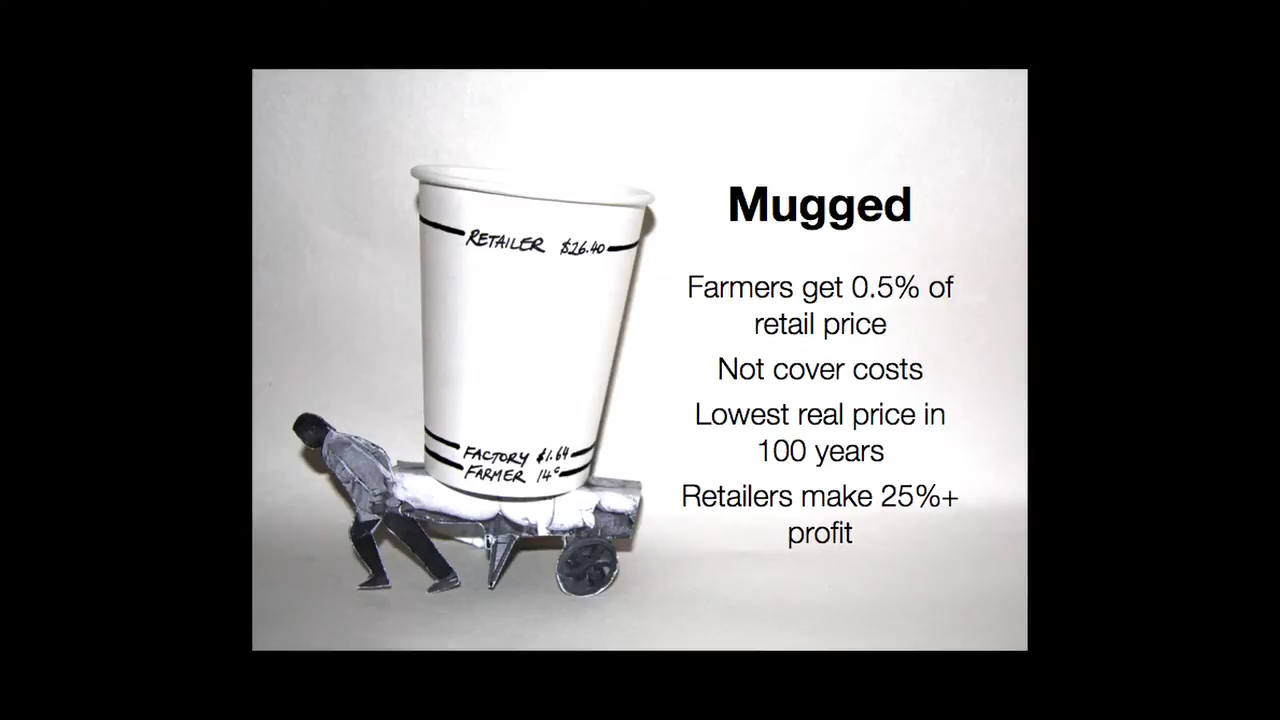 RETAILER $26.40
FACTORY $1.64
FARMER 14c
Mugged
Farmers get 0.5% of
retail price
Not cover costs
Lowest real price in
100 years
Retailers make 25%+
profit